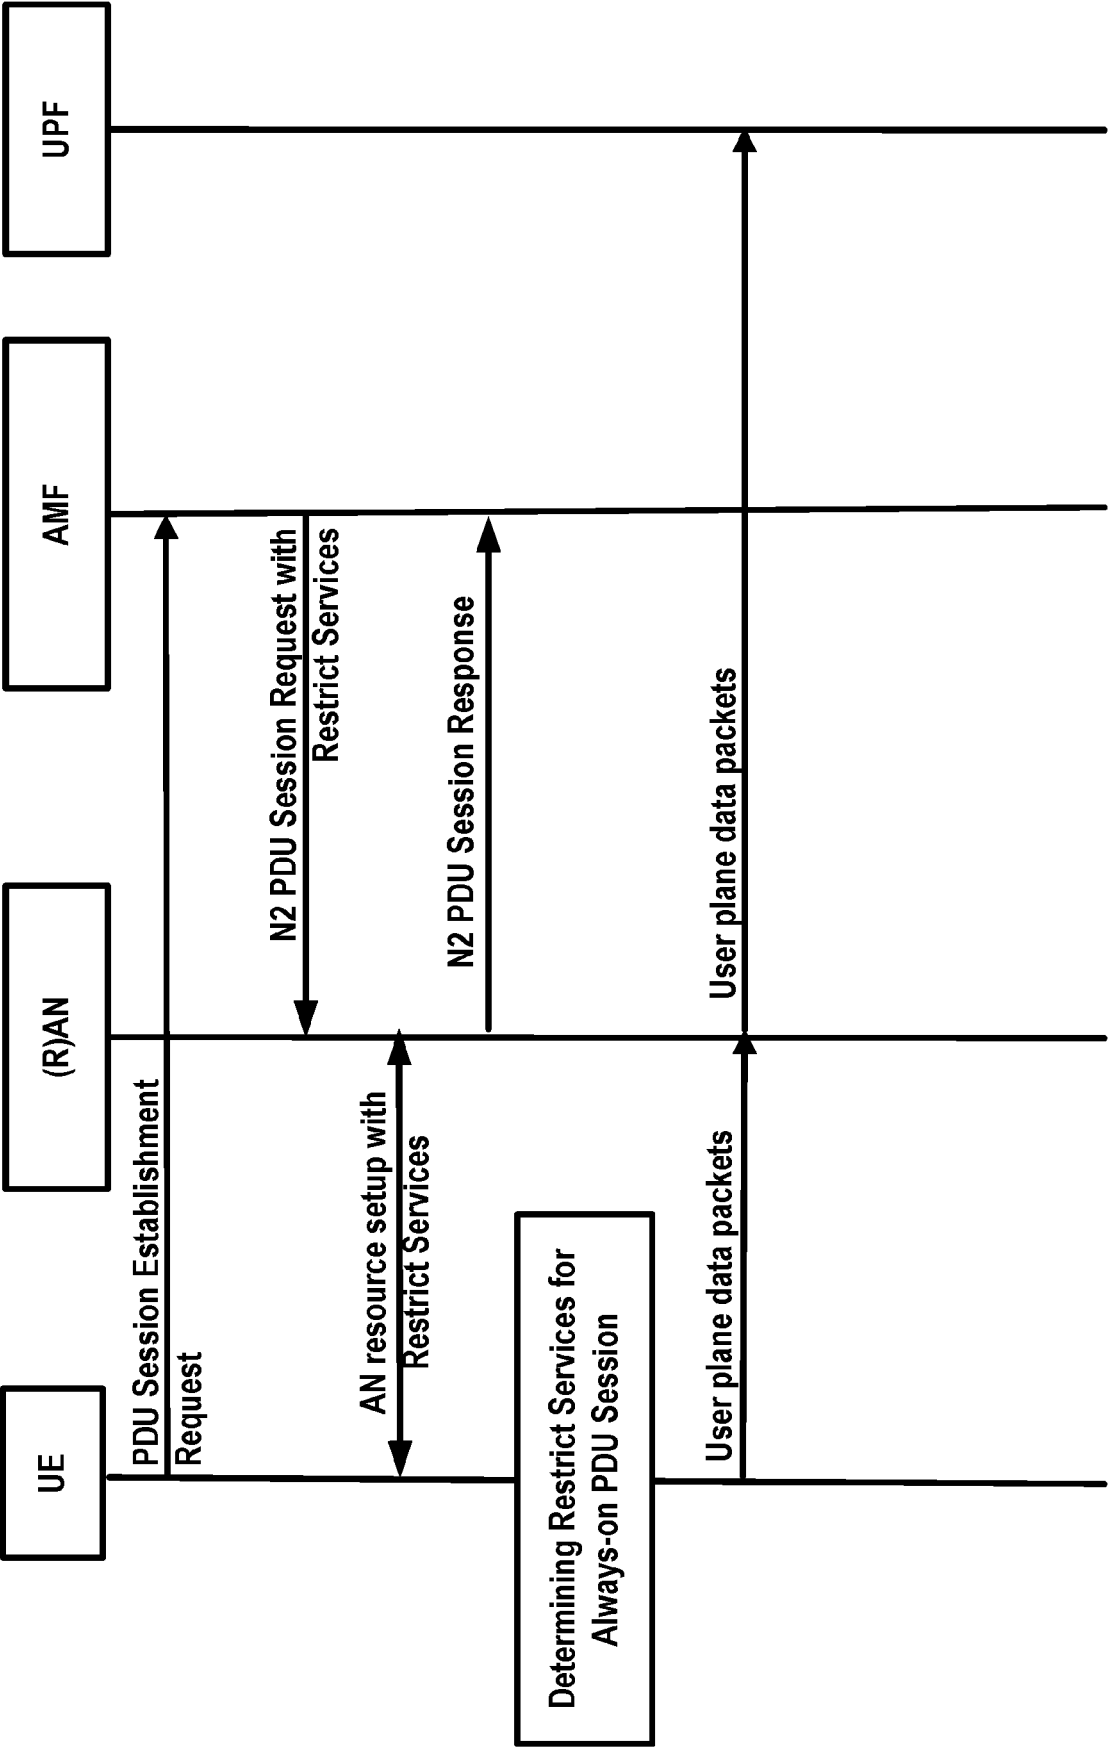 UE
(R)AN
AMF
UPF
PDU Session Establishment
Request
N2 PDU Session Request with
Restrict Services
AN resource setup with
Restrict Services
N2 PDU Session Response
Determining Restrict Services for
Always-on PDU Session
User plane data packets
User plane data packets